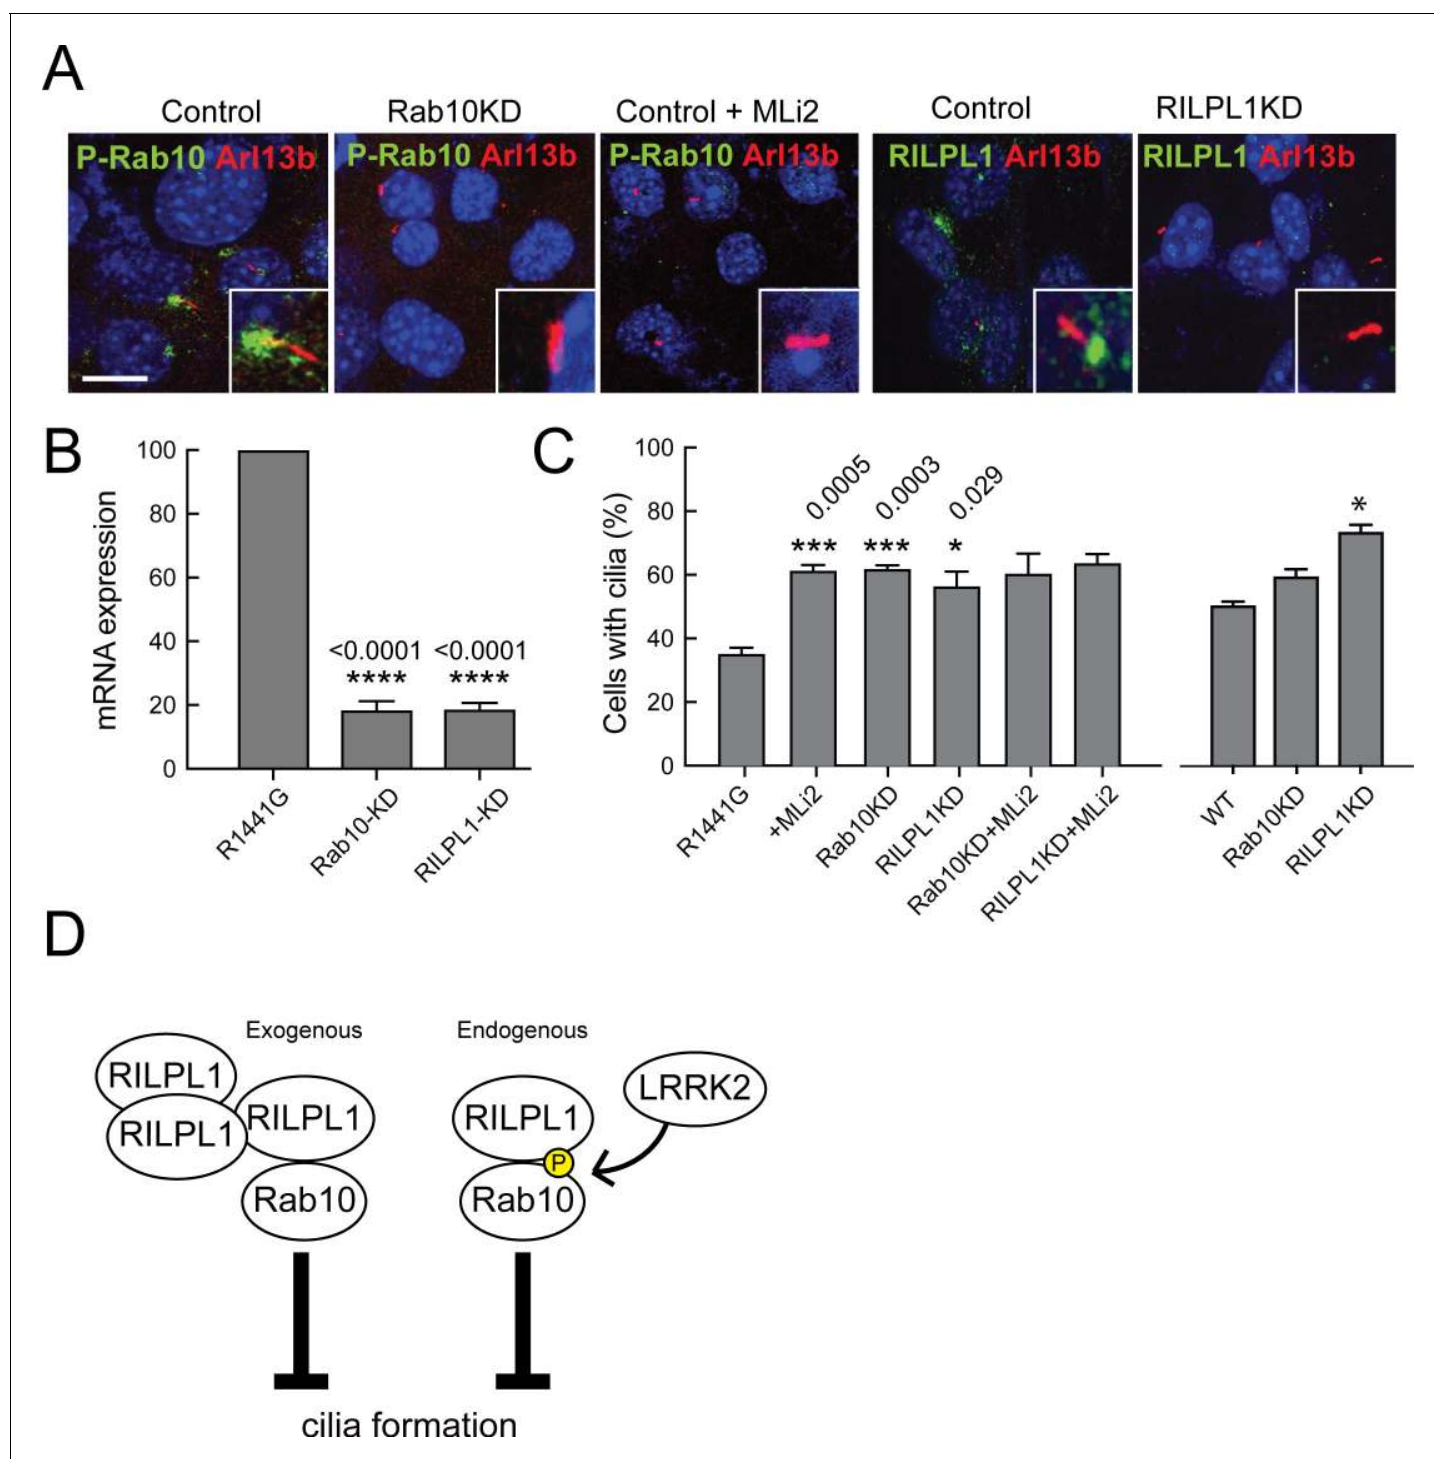 A
Control
Rab10KD
Control + MLi2
Control
RILPL1KD
P-Rab10 Arl13b
P-Rab10 Arl13b
P-Rab10 Arl13b
RILPL1 Arl13b
RILPL1 Arl13b
B
mRNA expression
100
80
60
40
20
0
<0.0001
<0.0001
****
****
R1441G
Rab10-KD
RILPL1-KD
C
Cells with cilia (%)
100
80
60
40
20
0
0.0005
0.0003
0.029
***
***
*
*
R1441G
+MLi2
Rab10KD
RILPL1KD
Rab10KD+MLi2
RILPL1KD+MLi2
WT
Rab10KD
RILPL1KD
D
Exogenous
Endogenous
RILPL1
RILPL1
RILPL1
Rab10
RILPL1
P
Rab10
LRRK2
cilia formation